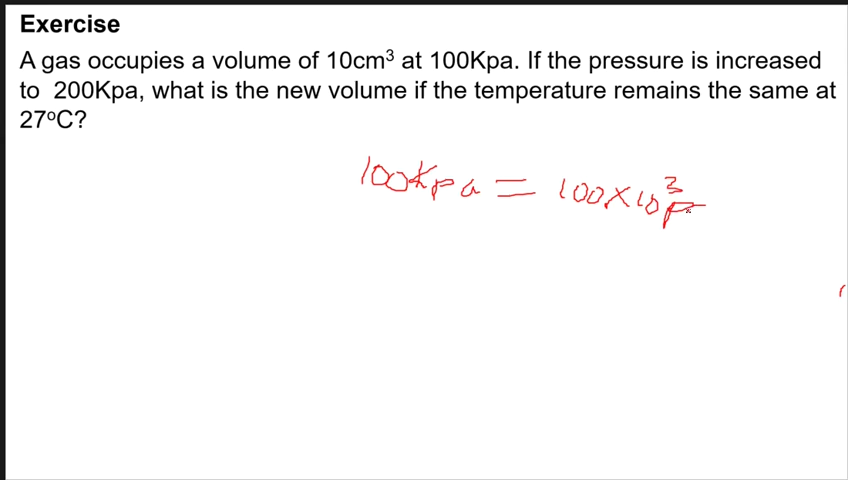 Exercise
A gas occupies a volume of 10cm³ at 100Kpa. If the pressure is increased
to 200Kpa, what is the new volume if the temperature remains the same at
27⁰C?
100Kpa = 100×10³P